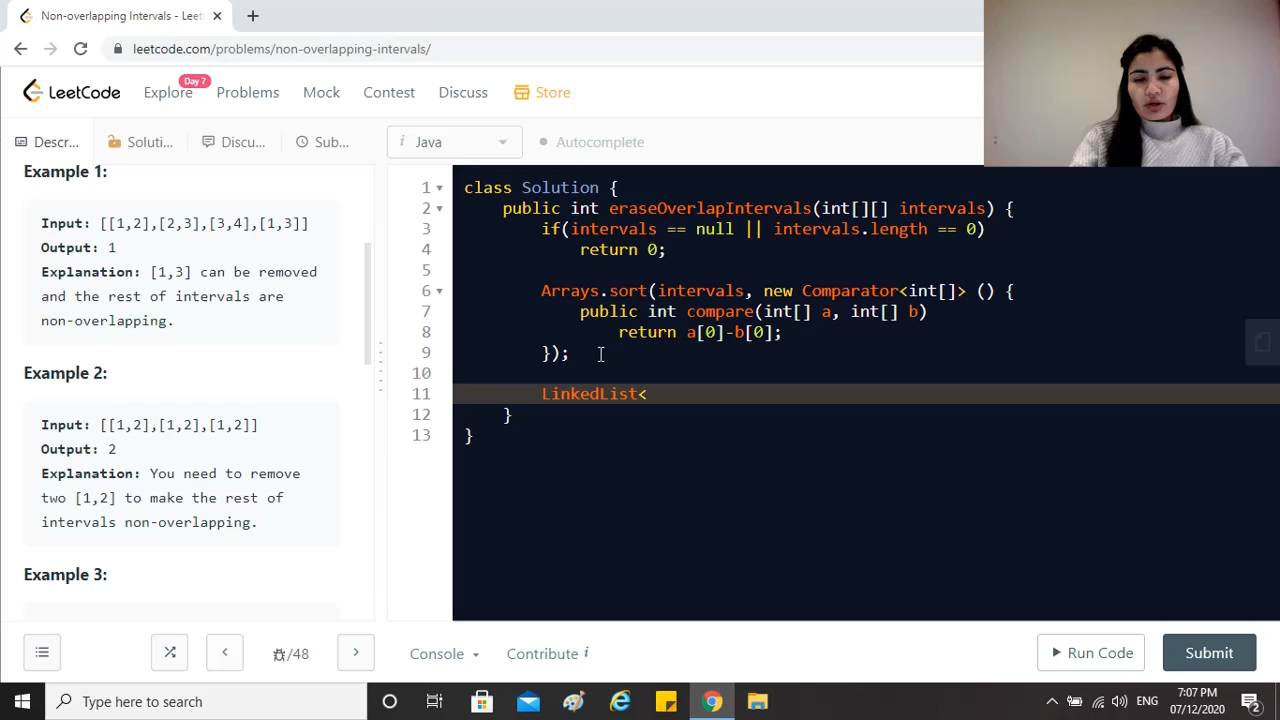 Non-overlapping Intervals - Leet
leetcode.com/problems/non-overlapping-intervals/
LeetCode
Explore
Day 7
Problems
Mock
Contest
Discuss
Store
Descr...
Soluti...
Discu...
Sub...
i Java
Autocomplete
Example 1:
Input: [[1,2],[2,3],[3,4],[1,3]]
Output: 1
Explanation: [1,3] can be removed
and the rest of intervals are
non-overlapping.
Example 2:
Input: [[1,2],[1,2],[1,2]]
Output: 2
Explanation: You need to remove
two [1,2] to make the rest of
intervals non-overlapping.
Example 3:
1 class Solution {
2 public int eraseOverlapIntervals(int[][] intervals) {
3 if(intervals == null || intervals.length == 0)
4 return 0;
5
6 Arrays.sort(intervals, new Comparator<int[]> () {
7 public int compare(int[] a, int[] b)
8 return a[0]-b[0];
9 });
10
11 LinkedList<
12 }
13 }
/48
Console
Contribute i
Run Code
Submit
Type here to search
ENG
7:07 PM
07/12/2020
2